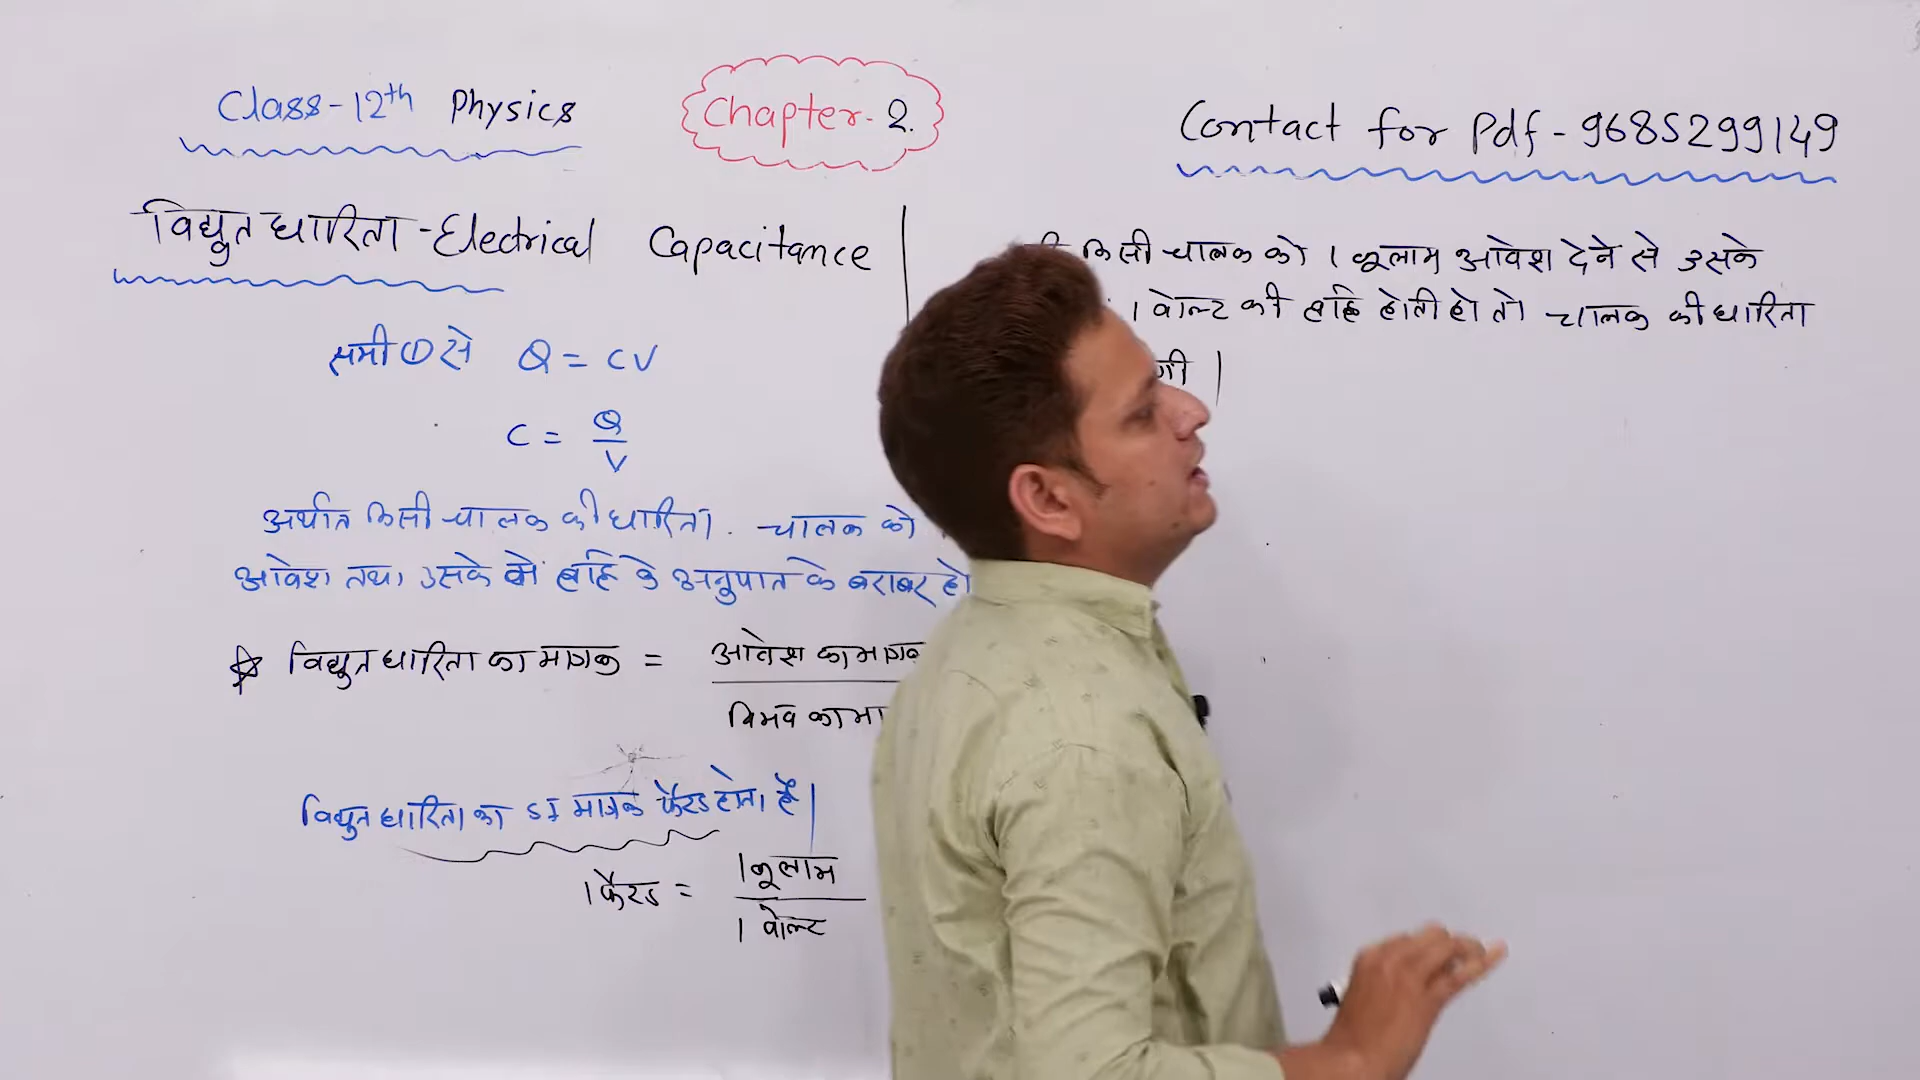 Class-12th Physics
Chapter-2.
Contact for Pdf - 9685299149
विद्युत धारिता - Electrical Capacitance
समी ① से Q = CV
C = Q/V
अर्थात किसी चालक की धारिता. चालक को
आवेश तथा उसके में वृद्धि के अनुपात के बराबर हो
☆ विद्युत धारिता का मात्रक = आवेश का मात्रक
विभव का मा
विद्युत धारिता का SI मात्रक फैरड होता है|
1 फैरड = 1 कूलाम
1 वोल्ट
किसी चालक को 1 कूलाम आवेश देने से उसके
1 वोल्ट की वृद्धि होती हो तो चालक की धारिता
गी |